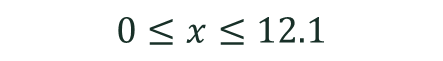 0 ≤ 𝑥 ≤ 12.1